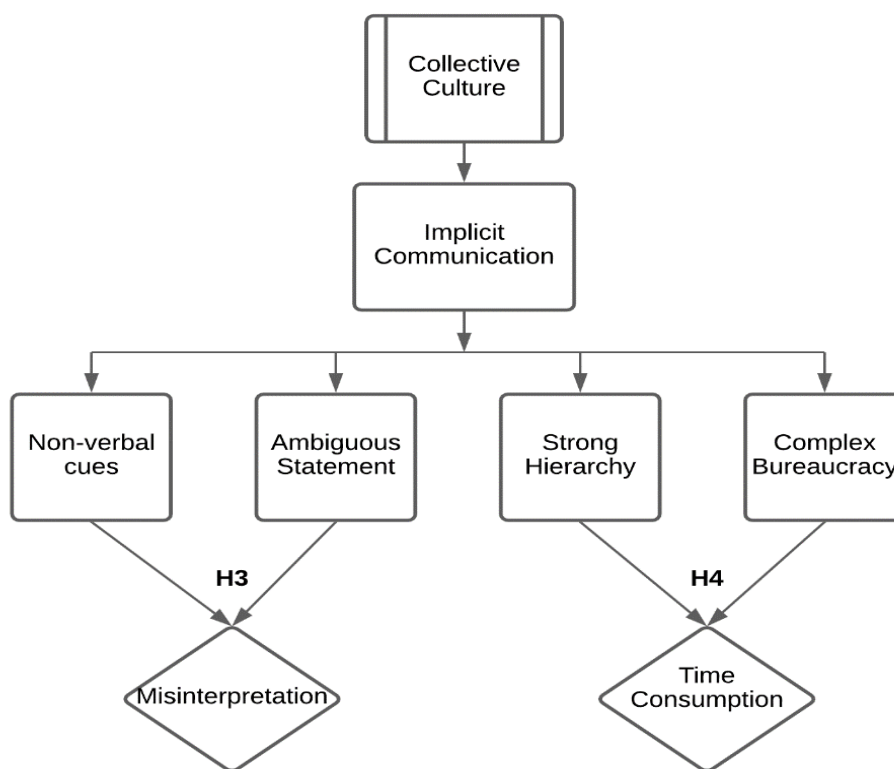 Collective
Culture
Implicit
Communication
Non-verbal
cues
Ambiguous
Statement
Strong
Hierarchy
Complex
Bureaucracy
H3
H4
Misinterpretation
Time
Consumption